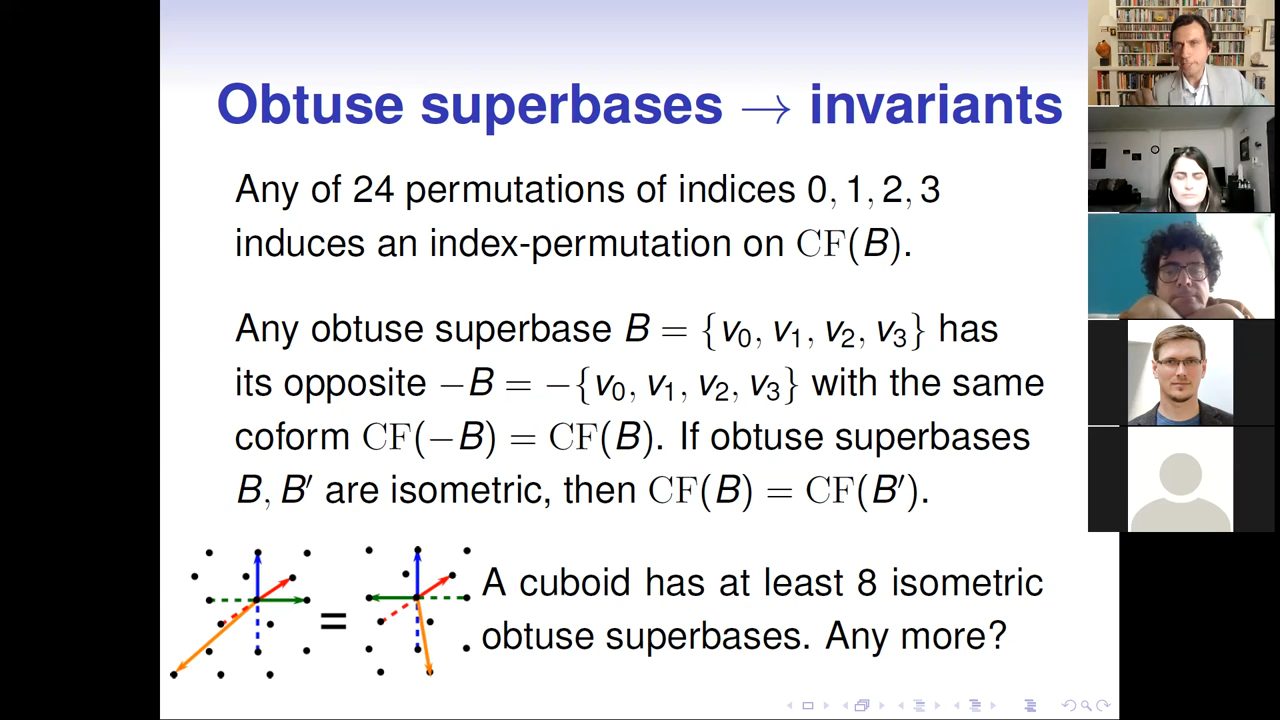 Obtuse superbases → invariants
Any of 24 permutations of indices 0, 1, 2, 3
induces an index-permutation on CF(B).
Any obtuse superbase B = {v₀, v₁, v₂, v₃} has
its opposite −B = −{v₀, v₁, v₂, v₃} with the same
coform CF(−B) = CF(B). If obtuse superbases
B, B′ are isometric, then CF(B) = CF(B′).
=
A cuboid has at least 8 isometric
obtuse superbases. Any more?